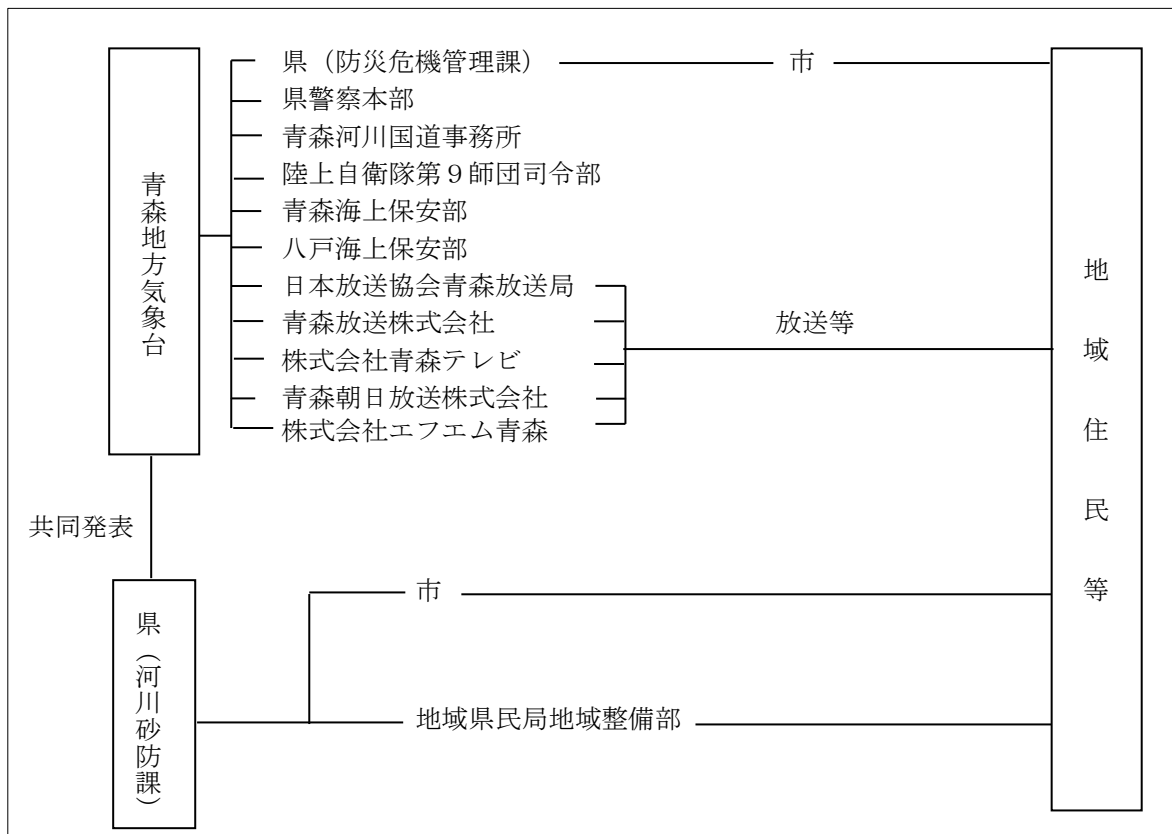 青森地方気象台
県（防災危機管理課）
市
県警察本部
青森河川国道事務所
陸上自衛隊第９師団司令部
青森海上保安部
八戸海上保安部
日本放送協会青森放送局
青森放送株式会社
放送等
株式会社青森テレビ
青森朝日放送株式会社
株式会社エフエム青森
地域住民等
共同発表
県（河川砂防課）
市
地域県民局地域整備部